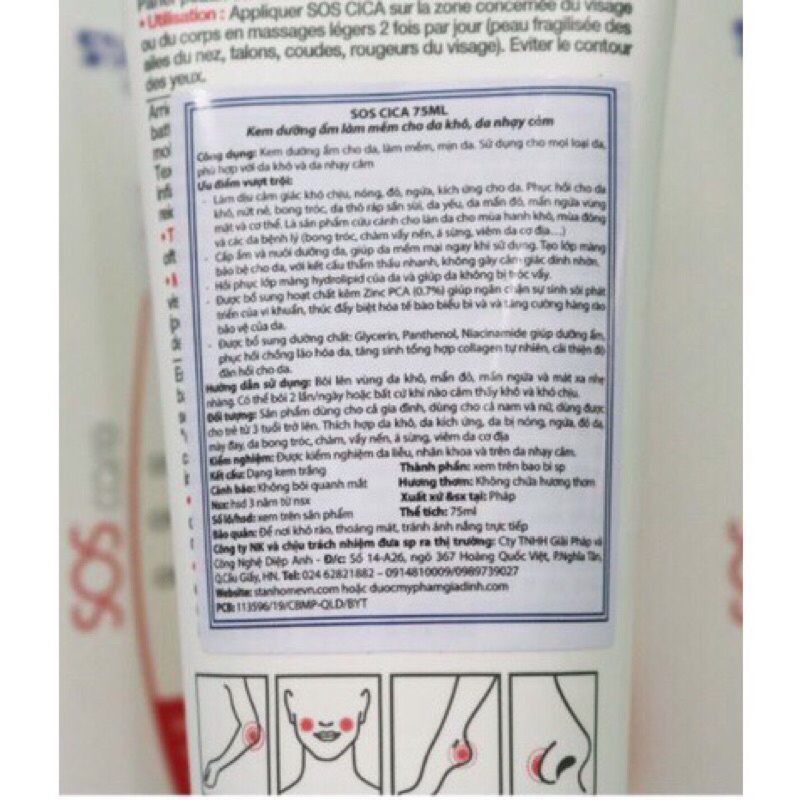 • Utilisation : Appliquer SOS CICA sur la zone concernée du visage
ou du corps en massages légers 2 fois par jour (peau fragilisée des
ailes du nez, talons, coudes, rougeurs du visage). Eviter le contour
des yeux.
SOS CICA 75ML
Kem dưỡng ẩm làm mềm cho da khô, da nhạy cảm
Công dụng: Kem dưỡng ẩm cho da, làm mềm, mịn da. Sử dụng cho mọi loại da,
phù hợp với da khô và da nhạy cảm
Ưu điểm vượt trội:
- Làm dịu cảm giác khó chịu, nóng, đỏ, ngứa, kích ứng cho da. Phục hồi cho da
khô, nứt nẻ, bong tróc, da thô ráp sần sùi, da yếu, da mẩn đỏ, mẩn ngứa vùng
mặt và cơ thể. Là sản phẩm cứu cánh cho làn da cho mùa hanh khô, mùa đông
và các da bệnh lý (bong tróc, chàm, vẩy nến, á sừng, viêm da cơ địa....)
- Cấp ẩm và nuôi dưỡng da, giúp da mềm mại ngay khi sử dụng. Tạo lớp màng
bảo bệ cho da, với kết cấu thẩm thấu nhanh, không gây cảm giác dính nhờn.
- Hồi phục lớp màng hydrolipid của da và giúp da không bị tróc vẩy.
- Được bổ sung hoạt chất kẽm Zinc PCA (0.7%) giúp ngăn chặn sự sinh sôi phát
triển của vi khuẩn, thúc đẩy biệt hóa tế bào biểu bì và và tăng cường hàng rào
bảo vệ của da.
- Được bổ sung dưỡng chất: Glycerin, Panthenol, Niacinamide giúp dưỡng ẩm,
phục hồi chống lão hóa da, tăng sinh tổng hợp collagen tự nhiên, cải thiện độ
đàn hồi cho da.
Hướng dẫn sử dụng: Bôi lên vùng da khô, mẩn đỏ, mẩn ngứa và mát xa nhẹ
nhàng. Có thể bôi 2 lần/ngày hoặc bất cứ khi nào cảm thấy khô và khó chịu.
Đối tượng: Sản phẩm dùng cho cả gia đình, dùng cho cả nam và nữ, dùng được
cho trẻ từ 3 tuổi trở lên. Thích hợp da khô, da kích ứng, da bị nóng, ngứa, đỏ da,
mày đay, da bong tróc, chàm, vẩy nến, á sừng, viêm da cơ địa
Kiểm nghiệm: Được kiểm nghiệm da liễu, nhãn khoa và trên da nhạy cảm.
Kết cấu: Dạng kem trắng Thành phần: xem trên bao bì sp
Cảnh báo: Không bôi quanh mắt Hương thơm: Không chứa hương thơm
Nsx: hsd 3 năm từ nsx Xuất xứ &sx tại: Pháp
Số lô/hsd: xem trên sản phẩm Thể tích: 75ml
Bảo quản: Để nơi khô ráo, thoáng mát, tránh ánh nắng trực tiếp
Công ty NK và chịu trách nhiệm đưa sp ra thị trường: Cty TNHH Giải Pháp và
Công Nghệ Diệp Anh - Đ/c: Số 14-A26, ngõ 367 Hoàng Quốc Việt, P.Nghĩa Tân,
Q.Cầu Giấy, HN. Tel: 024 62821882 – 0914810009/0989739027
Website: stanhomevn.com hoặc duocmyphamgiadinh.com
PCB: 113596/19/CBMP-QLD/BYT
SOS care